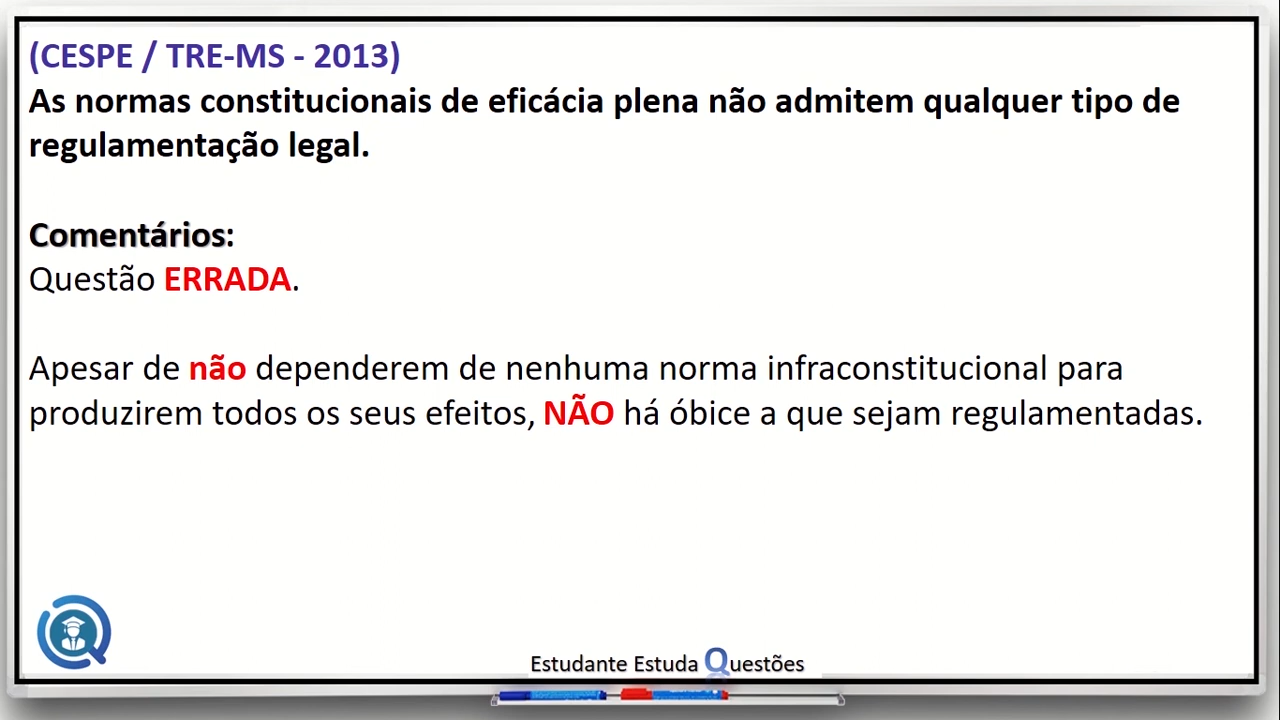 (CESPE / TRE-MS - 2013)
As normas constitucionais de eficácia plena não admitem qualquer tipo de
regulamentação legal.
Comentários:
Questão ERRADA.
Apesar de não dependerem de nenhuma norma infraconstitucional para
produzirem todos os seus efeitos, NÃO há óbice a que sejam regulamentadas.
Estudante Estuda Questões